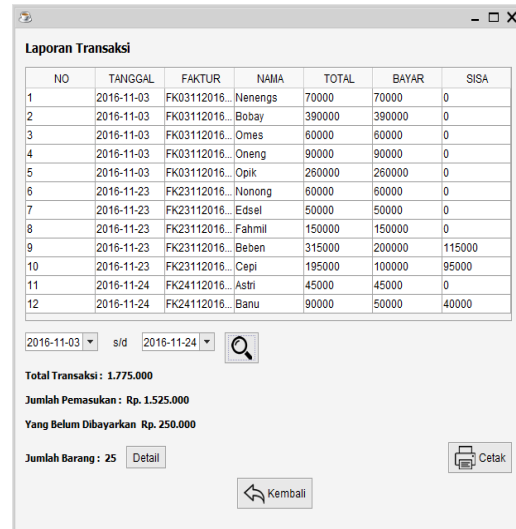 Laporan Transaksi
NO TANGGAL FAKTUR NAMA TOTAL BAYAR SISA
1 2016-11-03 FK03112016... Nenengs 70000 70000 0
2 2016-11-03 FK03112016... Bobay 390000 390000 0
3 2016-11-03 FK03112016... Omes 60000 60000 0
4 2016-11-03 FK03112016... Oneng 90000 90000 0
5 2016-11-03 FK03112016... Opik 260000 260000 0
6 2016-11-23 FK23112016... Nonong 60000 60000 0
7 2016-11-23 FK23112016... Edsel 50000 50000 0
8 2016-11-23 FK23112016... Fahmil 150000 150000 0
9 2016-11-23 FK23112016... Beben 315000 200000 115000
10 2016-11-23 FK23112016... Cepi 195000 100000 95000
11 2016-11-24 FK24112016... Astri 45000 45000 0
12 2016-11-24 FK24112016... Banu 90000 50000 40000
2016-11-03 s/d 2016-11-24
Total Transaksi : 1.775.000
Jumlah Pemasukan : Rp. 1.525.000
Yang Belum Dibayarkan Rp. 250.000
Jumlah Barang : 25 Detail Cetak
Kembali